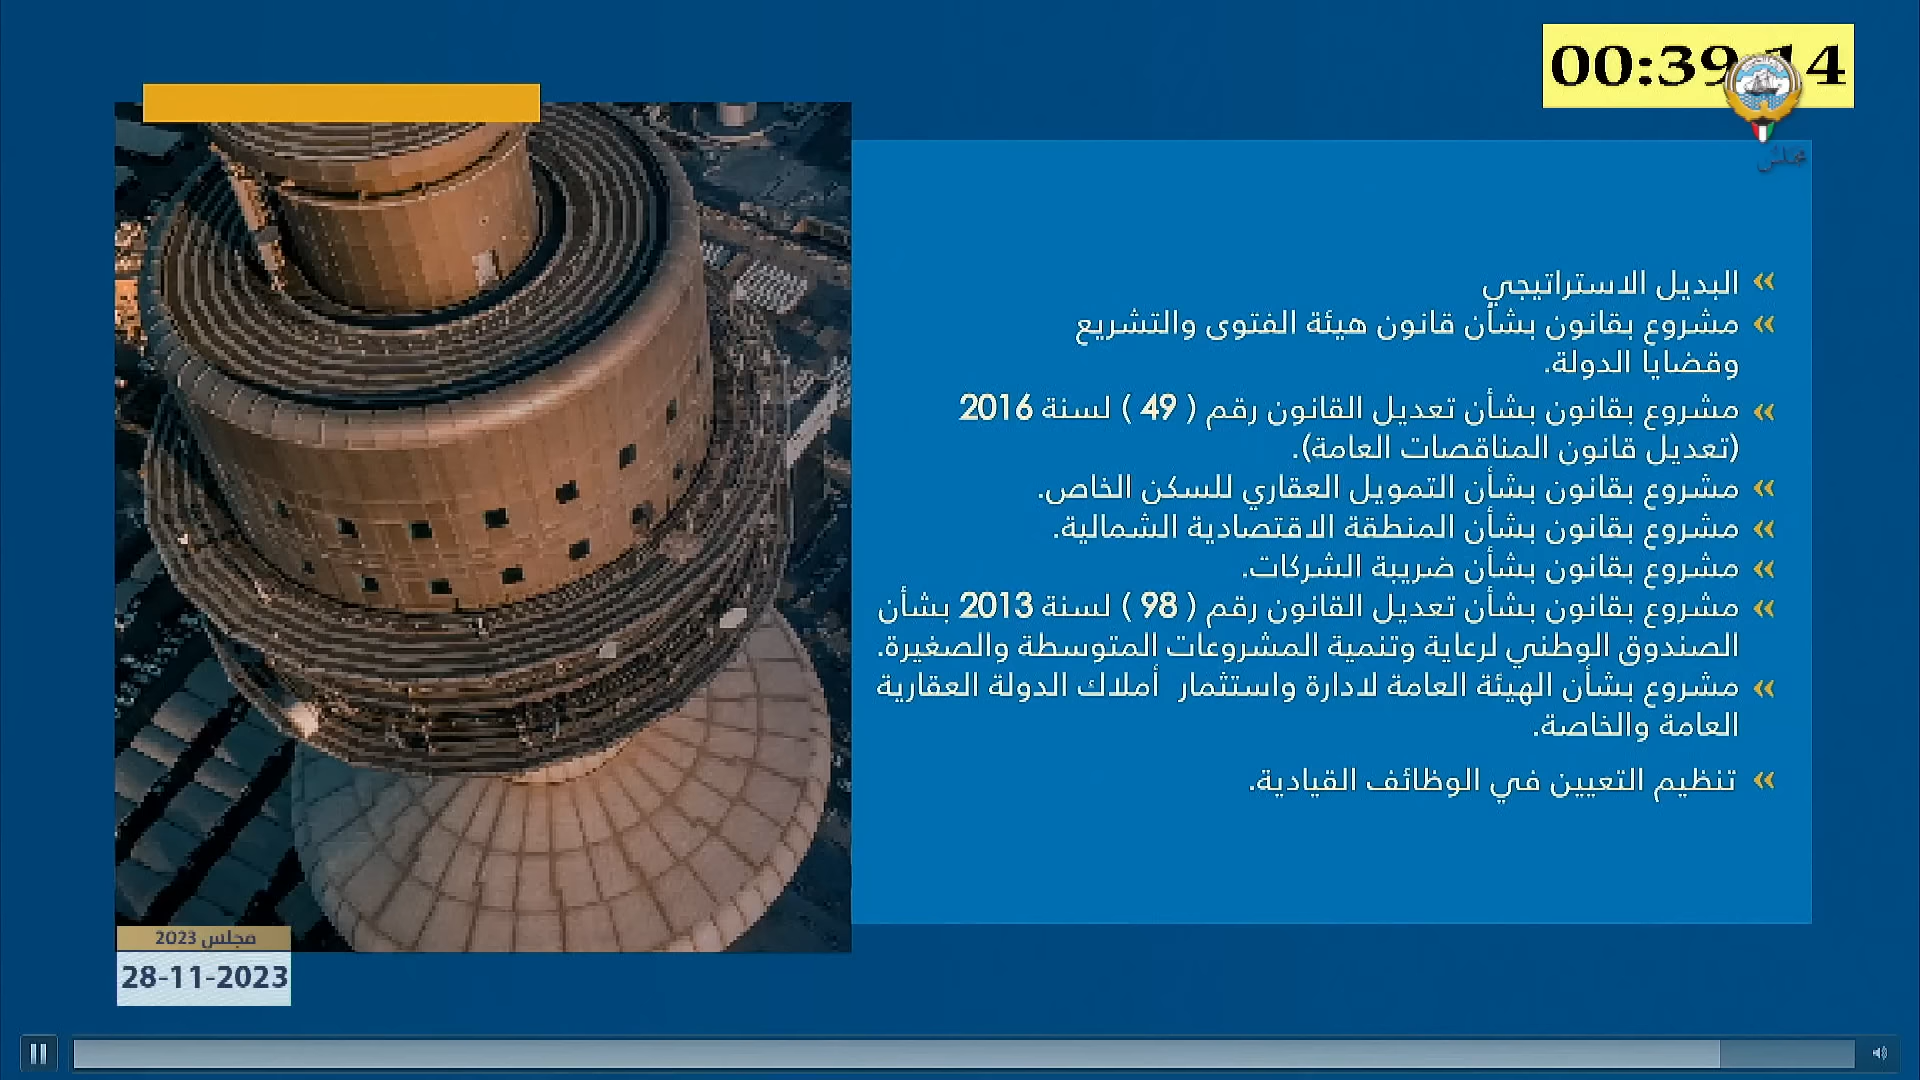 00:39
14
مجلس
» البديل الاستراتيجي
» مشروع بقانون بشأن قانون هيئة الفتوى والتشريع
وقضايا الدولة.
» مشروع بقانون بشأن تعديل القانون رقم ( 49 ) لسنة 2016
(تعديل قانون المناقصات العامة).
» مشروع بقانون بشأن التمويل العقاري للسكن الخاص.
» مشروع بقانون بشأن المنطقة الاقتصادية الشمالية.
» مشروع بقانون بشأن ضريبة الشركات.
» مشروع بقانون بشأن تعديل القانون رقم ( 98 ) لسنة 2013 بشأن
الصندوق الوطني لرعاية وتنمية المشروعات المتوسطة والصغيرة.
» مشروع بشأن الهيئة العامة لادارة واستثمار أملاك الدولة العقارية
العامة والخاصة.
» تنظيم التعيين في الوظائف القيادية.
مجلس 2023
28-11-2023